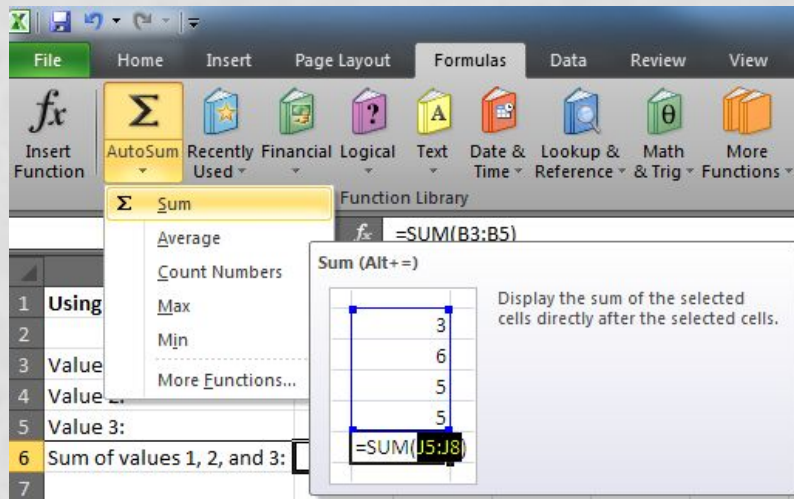 File Home Insert Page Layout Formulas Data Review View
fx Σ ? A θ
Insert Function AutoSum Recently Used Financial Logical Text Date & Time Lookup & Reference Math & Trig More Functions
Function Library
Σ Sum
Average
Count Numbers
Max
Min
More Functions...
fx =SUM(B3:B5)
Sum (Alt+=)
Display the sum of the selected
cells directly after the selected cells.
3
6
5
5
=SUM(J5:J8)
1 Using
2
3 Value
4 Value 2:
5 Value 3:
6 Sum of values 1, 2, and 3:
7